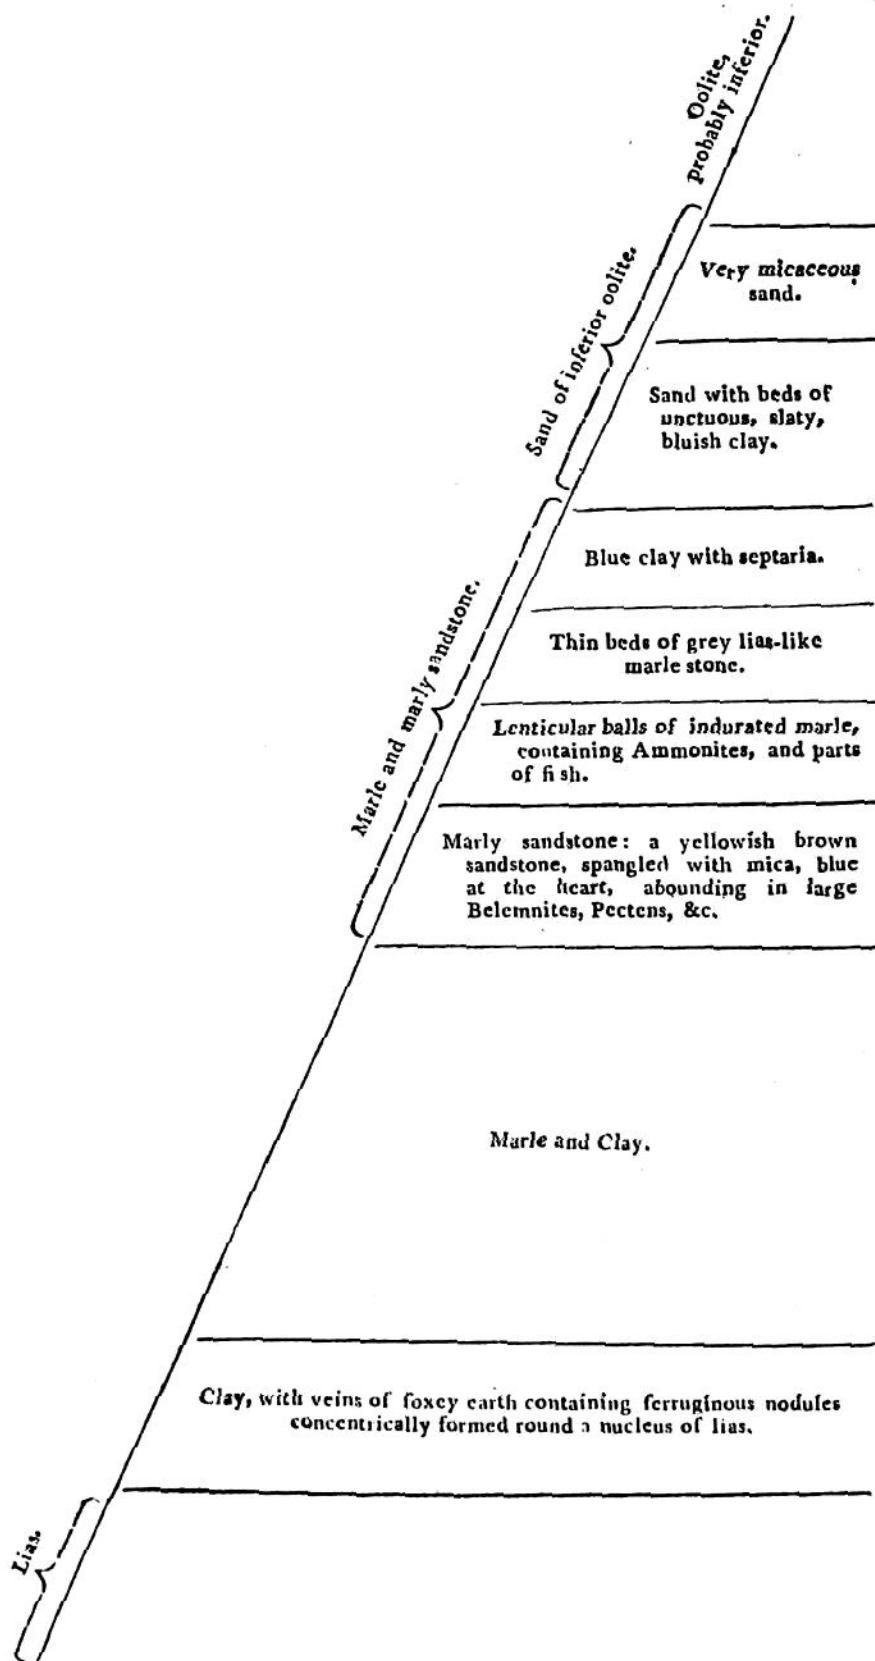 Oolite,
probably inferior.
Very micaceous
sand.
Sand of inferior oolite.
Sand with beds of
unctuous, slaty,
bluish clay.
Blue clay with septaria.
Marle and marly sandstone.
Thin beds of grey lias-like
marle stone.
Lenticular balls of indurated marle,
containing Ammonites, and parts
of fish.
Marly sandstone: a yellowish brown
sandstone, spangled with mica, blue
at the heart, abounding in large
Belemnites, Pectens, &c.
Marle and Clay.
Clay, with veins of foxey earth containing ferruginous nodules
concentrically formed round a nucleus of lias.
Lias.